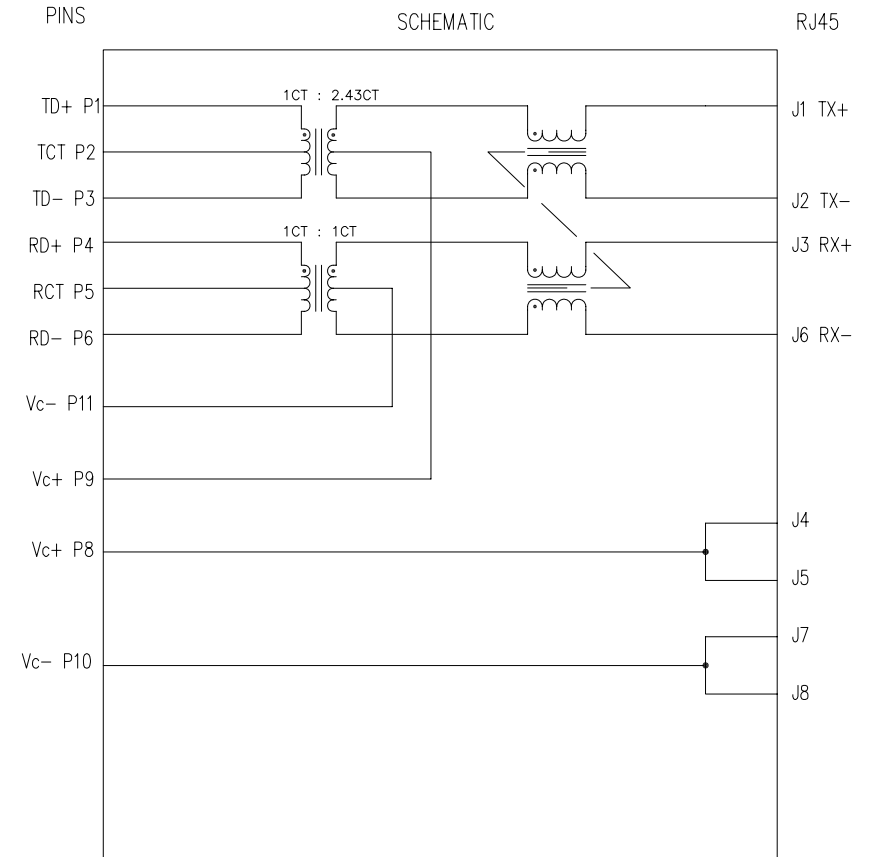 PINS
SCHEMATIC
RJ45
1CT : 2.43CT
TD+ P1
J1 TX+
TCT P2
TD− P3
J2 TX−
1CT : 1CT
RD+ P4
J3 RX+
RCT P5
RD− P6
J6 RX−
Vc− P11
Vc+ P9
J4
Vc+ P8
J5
J7
Vc− P10
J8